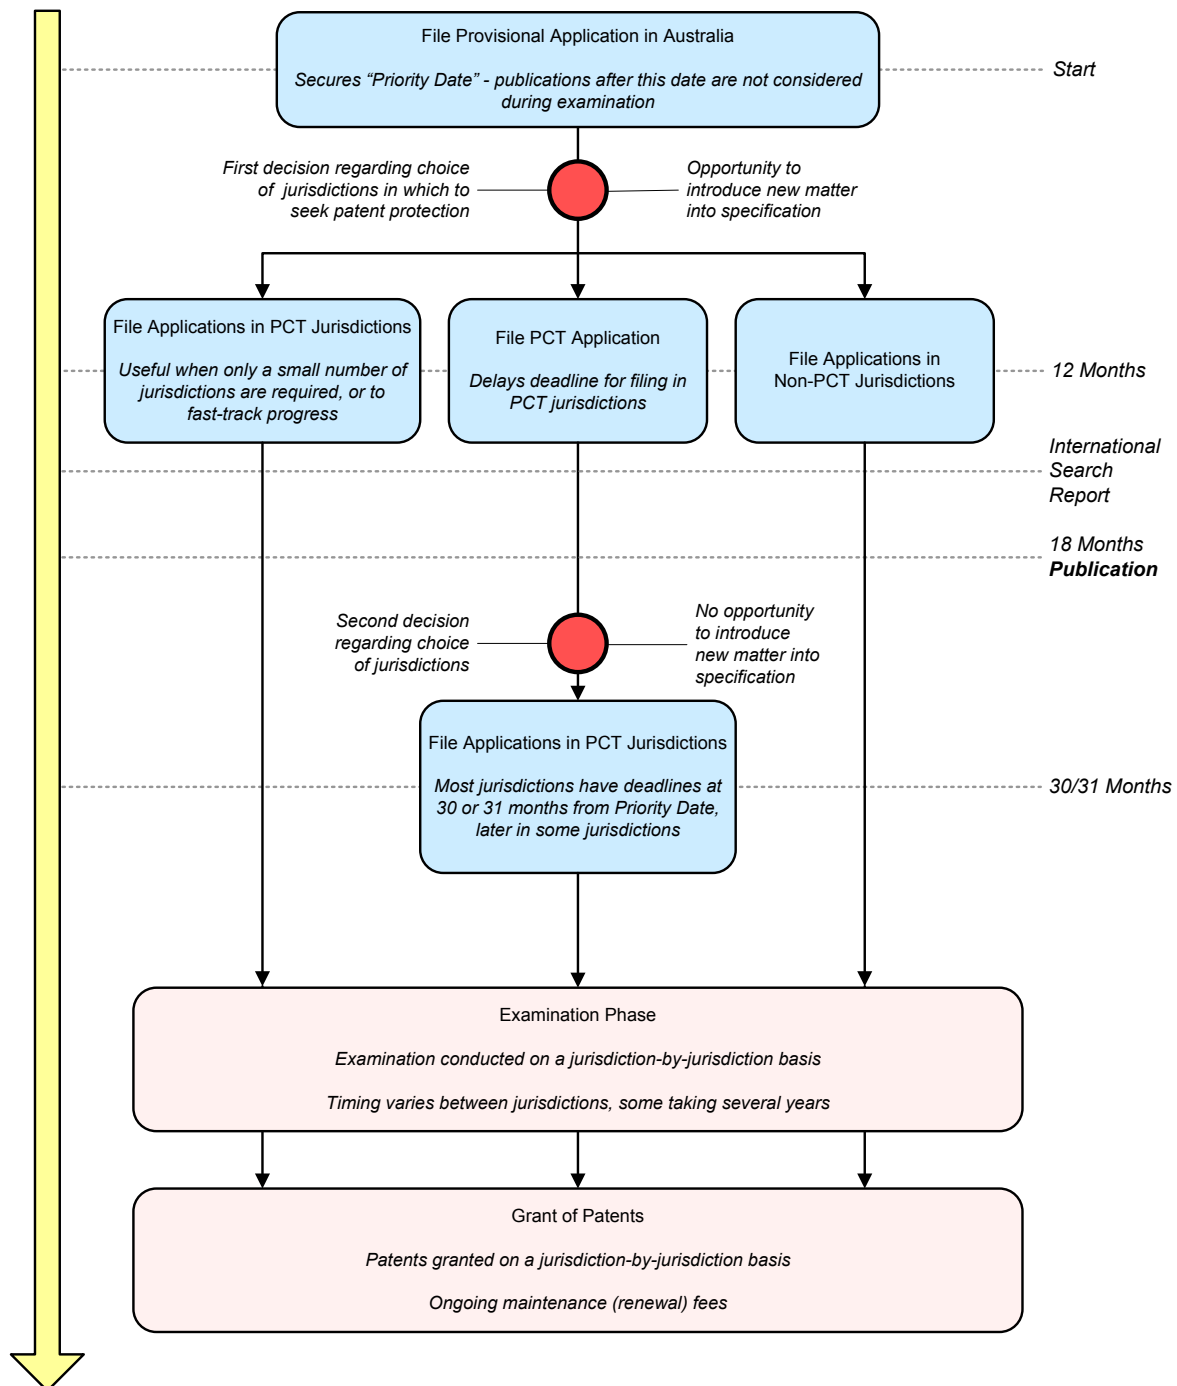 File Provisional Application in Australia
Secures “Priority Date” - publications after this date are not considered
during examination
Start
First decision regarding choice
of jurisdictions in which to
seek patent protection
Opportunity to
introduce new matter
into specification
File Applications in PCT Jurisdictions
Useful when only a small number of
jurisdictions are required, or to
fast-track progress
File PCT Application
Delays deadline for filing in
PCT jurisdictions
File Applications in
Non-PCT Jurisdictions
12 Months
International
Search
Report
18 Months
Publication
Second decision
regarding choice
of jurisdictions
No opportunity
to introduce
new matter into
specification
File Applications in PCT Jurisdictions
Most jurisdictions have deadlines at
30 or 31 months from Priority Date,
later in some jurisdictions
30/31 Months
Examination Phase
Examination conducted on a jurisdiction-by-jurisdiction basis
Timing varies between jurisdictions, some taking several years
Grant of Patents
Patents granted on a jurisdiction-by-jurisdiction basis
Ongoing maintenance (renewal) fees